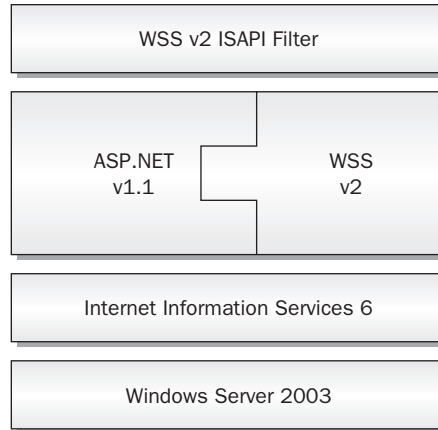 WSS v2 ISAPI Filter
ASP.NET
v1.1
WSS
v2
Internet Information Services 6
Windows Server 2003